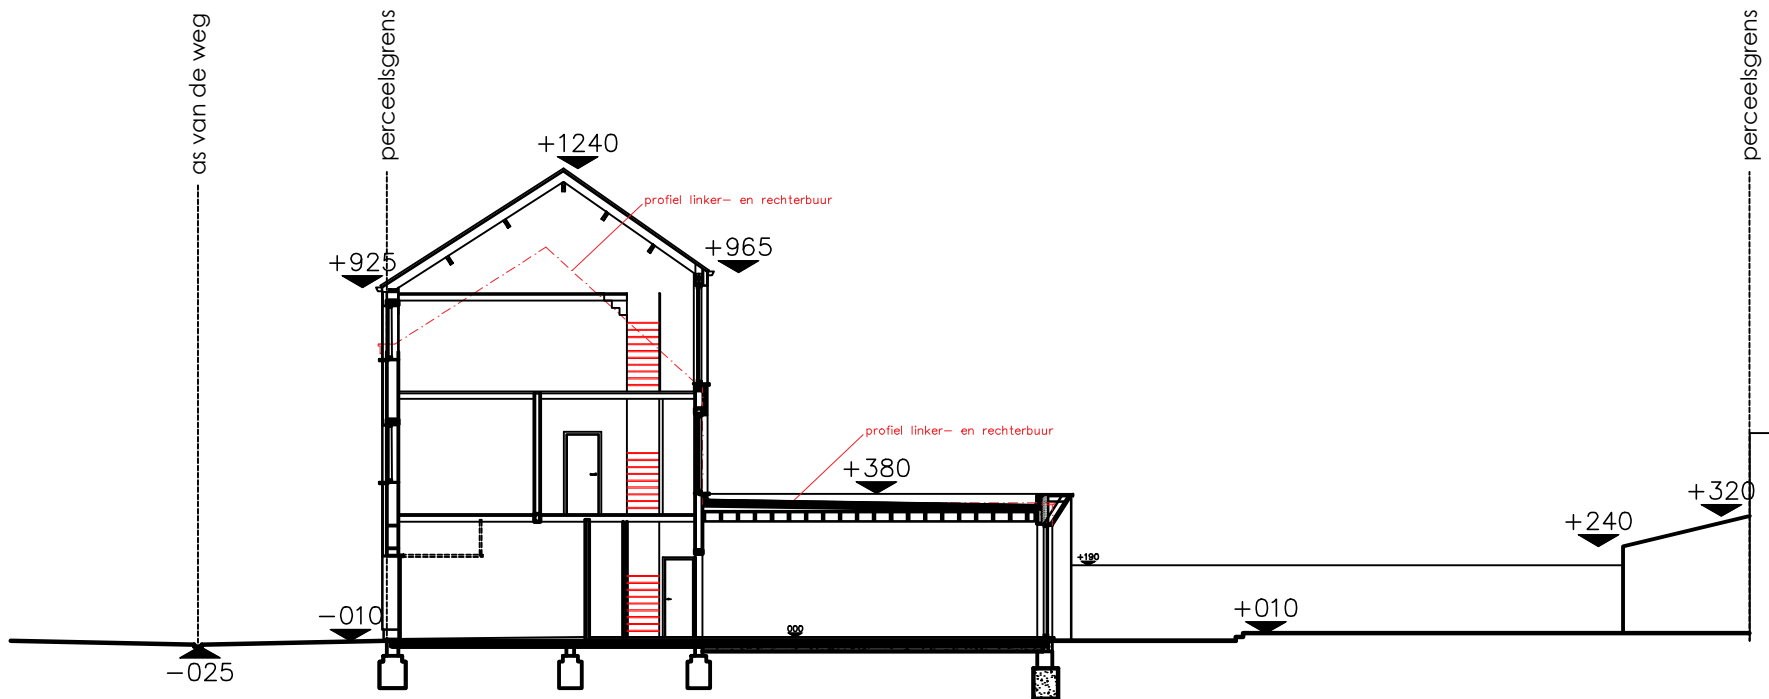 as van de weg
perceelsgrens
perceelsgrens
+1240
profiel linker- en rechterbuur
+925
+965
profiel linker- en rechterbuur
+380
+320
+240
+190
-010
000
+010
-025